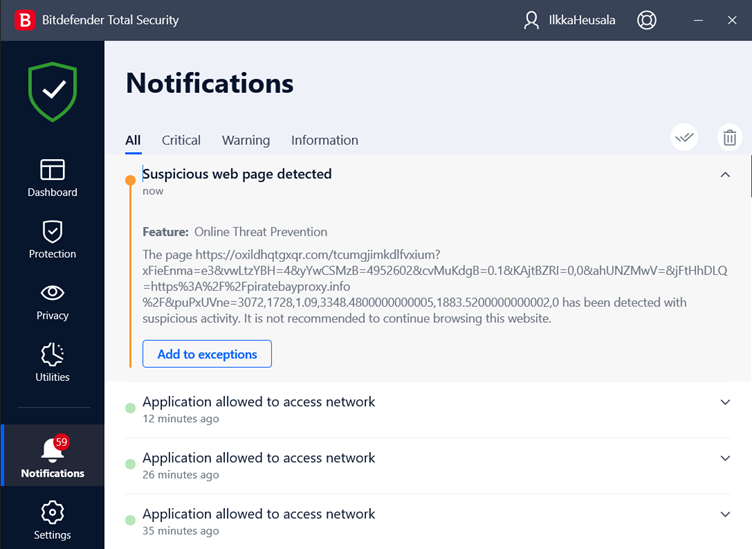 B Bitdefender Total Security IlkkaHeusala
Notifications
All Critical Warning Information
Dashboard
Protection
Privacy
Utilities
59
Notifications
Settings
Suspicious web page detected
now
Feature: Online Threat Prevention
The page https://oxildhqtgxqr.com/tcumgjimkdlfvxium?
xFieEnma=e3&vwLtzYBH=4&yYwCSMzB=4952602&cvMuKdgB=0.1&KAjtBZRI=0,0&ahUNZMwV=&jFtHhDLQ
=https%3A%2F%2Fpiratebayproxy.info
%2F&puPxUVne=3072,1728,1.09,3348.4800000000005,1883.5200000000002,0 has been detected with
suspicious activity. It is not recommended to continue browsing this website.
Add to exceptions
Application allowed to access network
12 minutes ago
Application allowed to access network
26 minutes ago
Application allowed to access network
35 minutes ago